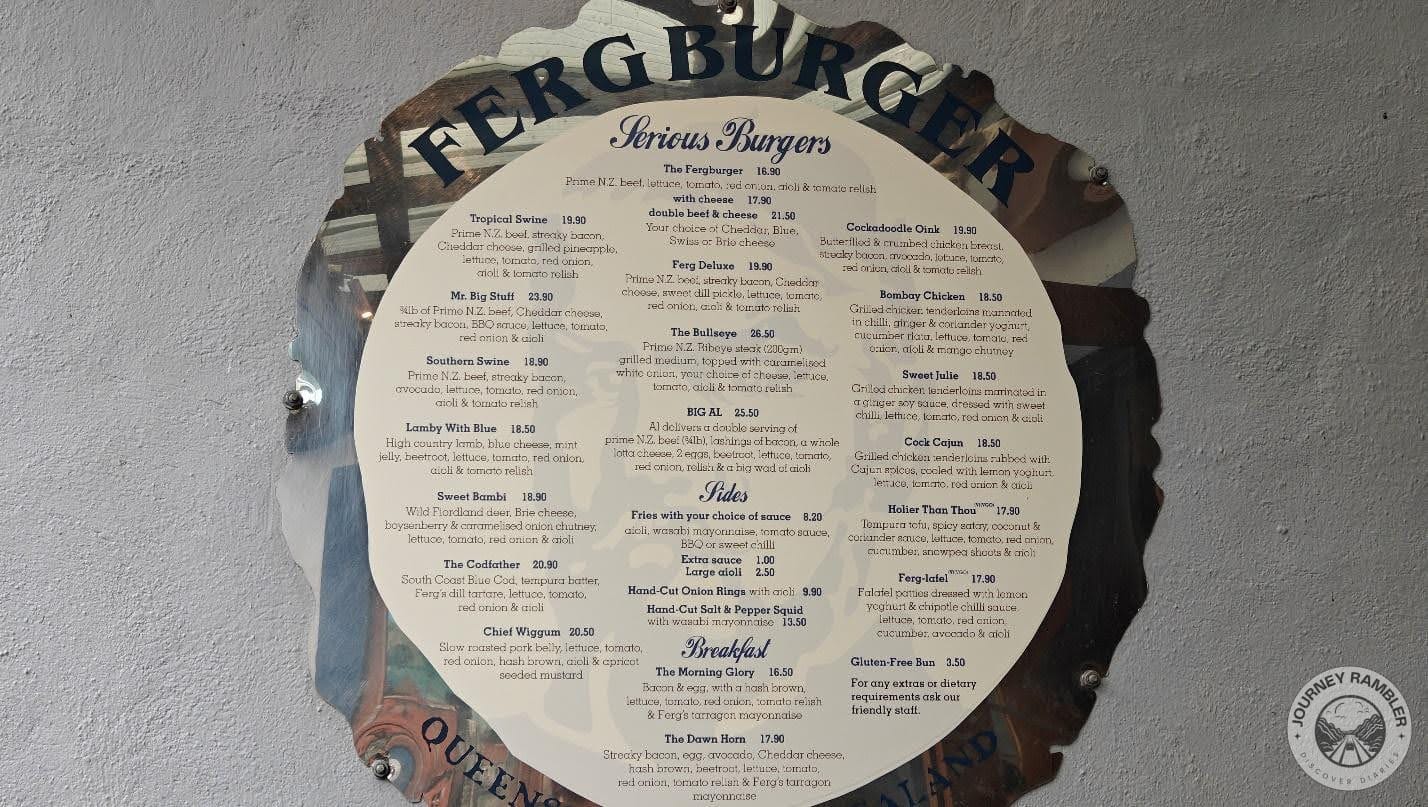 FERGBURGER
Serious Burgers
The Fergburger 16.90
Prime N.Z. beef, lettuce, tomato, red onion, aioli & tomato relish
with cheese 17.90
double beef & cheese 21.50
Your choice of Cheddar, Blue,
Swiss or Brie cheese
Tropical Swine 19.90
Prime N.Z. beef, streaky bacon,
Cheddar cheese, grilled pineapple,
lettuce, tomato, red onion,
aioli & tomato relish
Mr. Big Stuff 23.90
¾lb of Prime N.Z. beef, Cheddar cheese,
streaky bacon, BBQ sauce, lettuce, tomato,
red onion & aioli
Southern Swine 18.90
Prime N.Z. beef, streaky bacon,
avocado, lettuce, tomato, red onion,
aioli & tomato relish
Lamby With Blue 18.50
High country lamb, blue cheese, mint
jelly, beetroot, lettuce, tomato, red onion,
aioli & tomato relish
Sweet Bambi 18.90
Wild Fiordland deer, Brie cheese,
boysenberry & caramelised onion chutney,
lettuce, tomato, red onion & aioli
The Codfather 20.90
South Coast Blue Cod, tempura batter,
Ferg's dill tartare, lettuce, tomato,
red onion & aioli
Chief Wiggum 20.50
Slow roasted pork belly, lettuce, tomato,
red onion, hash brown, aioli & apricot
seeded mustard
Ferg Deluxe 19.90
Prime N.Z. beef, streaky bacon, Cheddar
cheese, sweet dill pickle, lettuce, tomato,
red onion, aioli & tomato relish
The Bullseye 26.50
Prime N.Z. Ribeye steak (200gm)
grilled medium, topped with caramelised
white onion, your choice of cheese, lettuce,
tomato, aioli & tomato relish
BIG AL 25.50
Al delivers a double serving of
prime N.Z. beef (¾lb), lashings of bacon, a whole
lotta cheese, 2 eggs, beetroot, lettuce, tomato,
red onion, relish & a big wad of aioli
Sides
Fries with your choice of sauce 8.20
aioli, wasabi mayonnaise, tomato sauce,
BBQ or sweet chilli
Extra sauce 1.00
Large aioli 2.50
Hand-Cut Onion Rings with aioli 9.90
Hand-Cut Salt & Pepper Squid
with wasabi mayonnaise 13.50
Breakfast
The Morning Glory 16.50
Bacon & egg, with a hash brown,
lettuce, tomato, red onion, tomato relish
& Ferg's tarragon mayonnaise
The Dawn Horn 17.90
Streaky bacon, egg, avocado, Cheddar cheese,
hash brown, beetroot, lettuce, tomato,
red onion, tomato relish & Ferg's tarragon
mayonnaise
Cockadoodle Oink 19.90
Butterflied & crumbed chicken breast,
streaky bacon, avocado, lettuce, tomato,
red onion, aioli & tomato relish
Bombay Chicken 18.50
Grilled chicken tenderloins marinated
in chilli, ginger & coriander yoghurt,
cucumber riata, lettuce, tomato, red
onion, aioli & mango chutney
Sweet Julie 18.50
Grilled chicken tenderloins marinated in
a ginger soy sauce, dressed with sweet
chilli, lettuce, tomato, red onion & aioli
Cock Cajun 18.50
Grilled chicken tenderloins rubbed with
Cajun spices, cooled with lemon yoghurt,
lettuce, tomato, red onion & aioli
Holier Than Thou 17.90
Tempura tofu, spicy satay, coconut &
coriander sauce, lettuce, tomato, red onion,
cucumber, snowpea shoots & aioli
Ferg-lafel 17.90
Falafel patties dressed with lemon
yoghurt & chipotle chilli sauce,
lettuce, tomato, red onion,
cucumber, avocado & aioli
Gluten-Free Bun 3.50
For any extras or dietary
requirements ask our
friendly staff.
QUEENS ALAND
JOURNEY RAMBLER
DISCOVER DIARIES